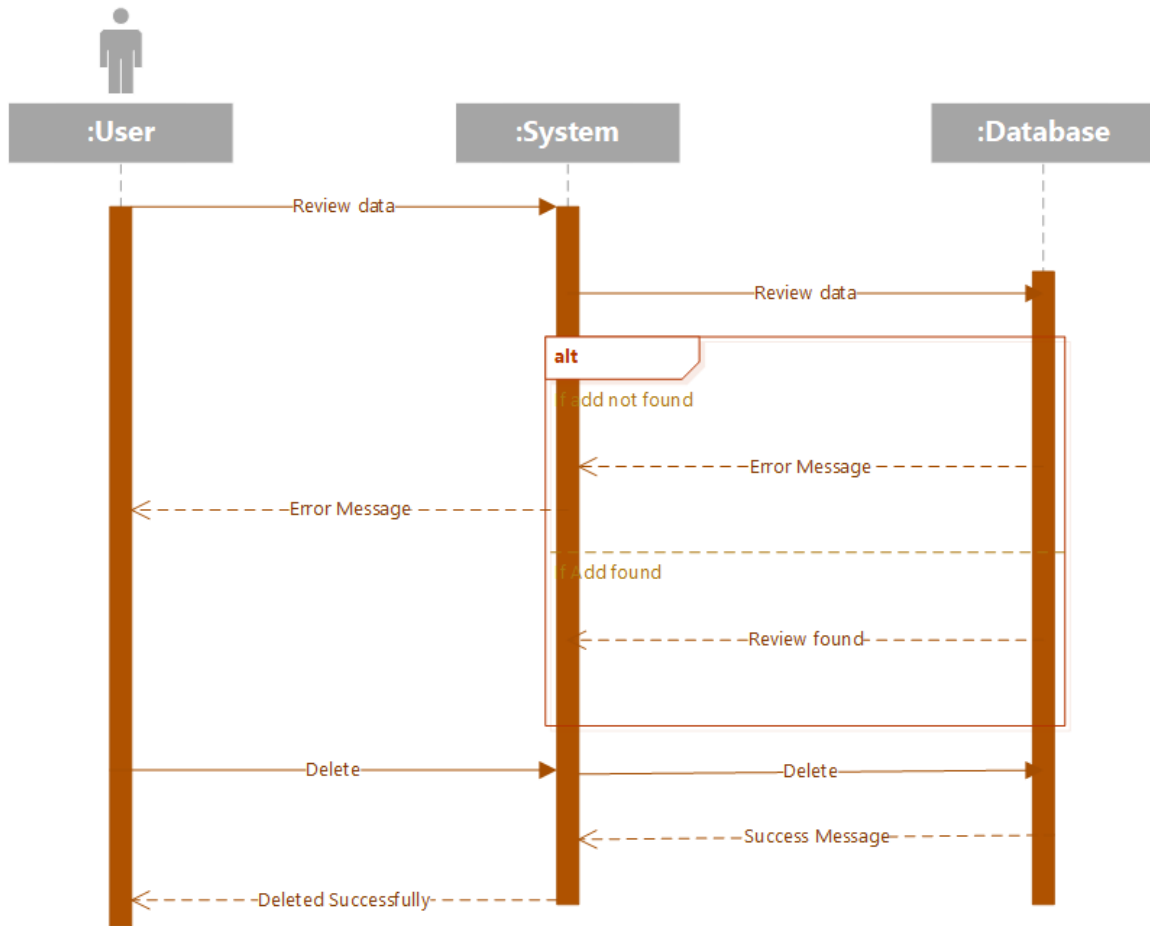 :User
:System
:Database
Review data
Review data
alt
If add not found
Error Message
Error Message
If Add found
Review found
Delete
Delete
Success Message
Deleted Successfully